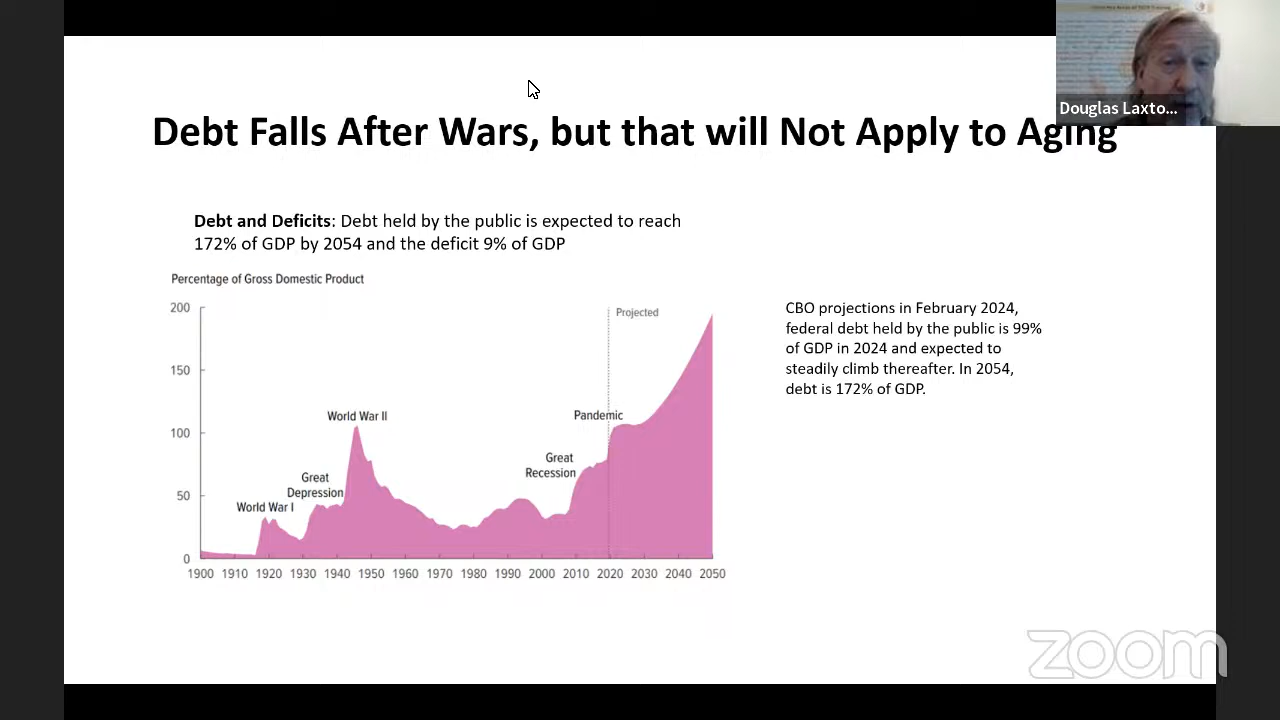 Douglas Laxto...
Debt Falls After Wars, but that will Not Apply to Aging
Debt and Deficits: Debt held by the public is expected to reach
172% of GDP by 2054 and the deficit 9% of GDP
Percentage of Gross Domestic Product
200
150
100
50
0
Projected
World War I
Great
Depression
World War II
Great
Recession
Pandemic
1900 1910 1920 1930 1940 1950 1960 1970 1980 1990 2000 2010 2020 2030 2040 2050
CBO projections in February 2024,
federal debt held by the public is 99%
of GDP in 2024 and expected to
steadily climb thereafter. In 2054,
debt is 172% of GDP.
zoom